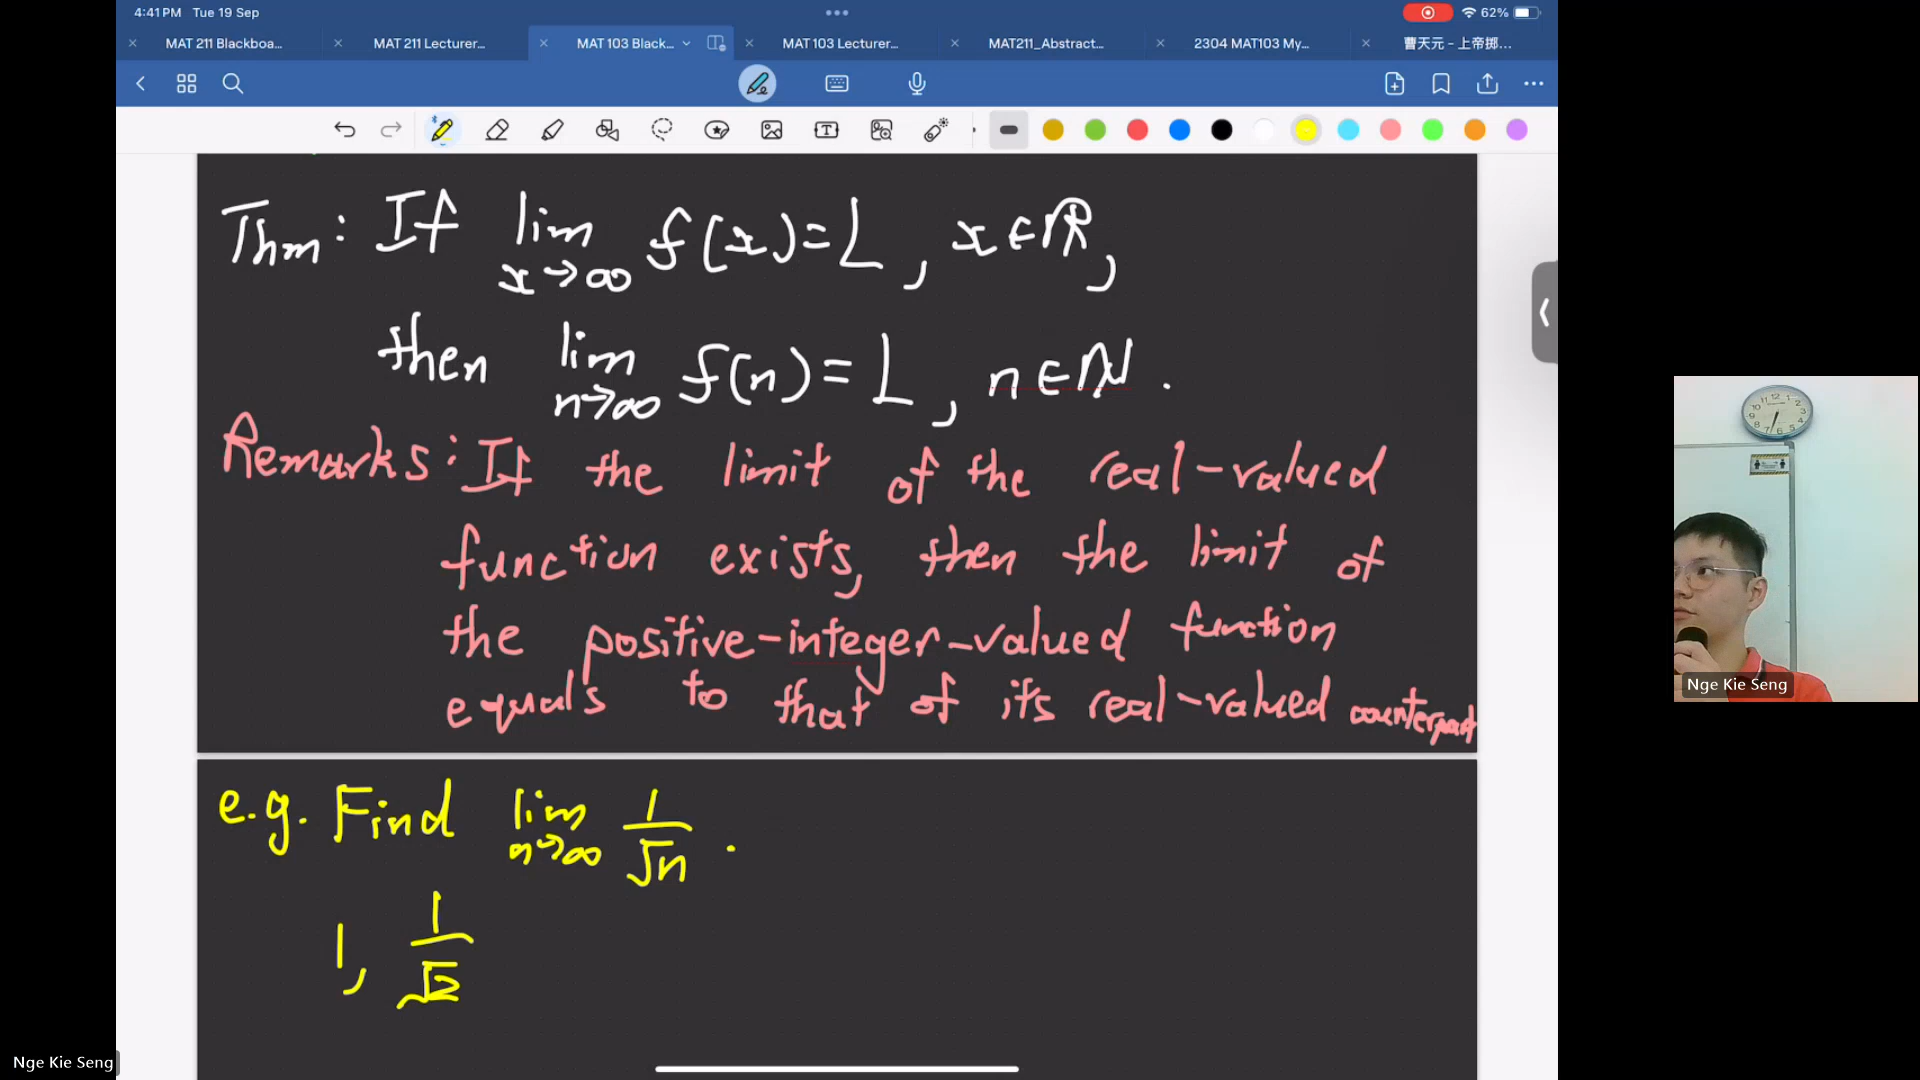 4:41 PM Tue 19 Sep
62%
MAT 211 Blackboa...
MAT 211 Lecturer...
MAT 103 Black...
MAT 103 Lecturer...
MAT211_Abstract...
2304 MAT103 My...
曹天元 - 上帝掷...
Thm: If lim x→∞ f(x)=L, x∈ℝ,
then lim n→∞ f(n)=L, n∈ℕ.
Remarks: If the limit of the real-valued
function exists, then the limit of
the positive-integer-valued function
equals to that of its real-valued counterpart
e.g. Find lim n→∞ 1/√n .
1, 1/√2
Nge Kie Seng
Nge Kie Seng